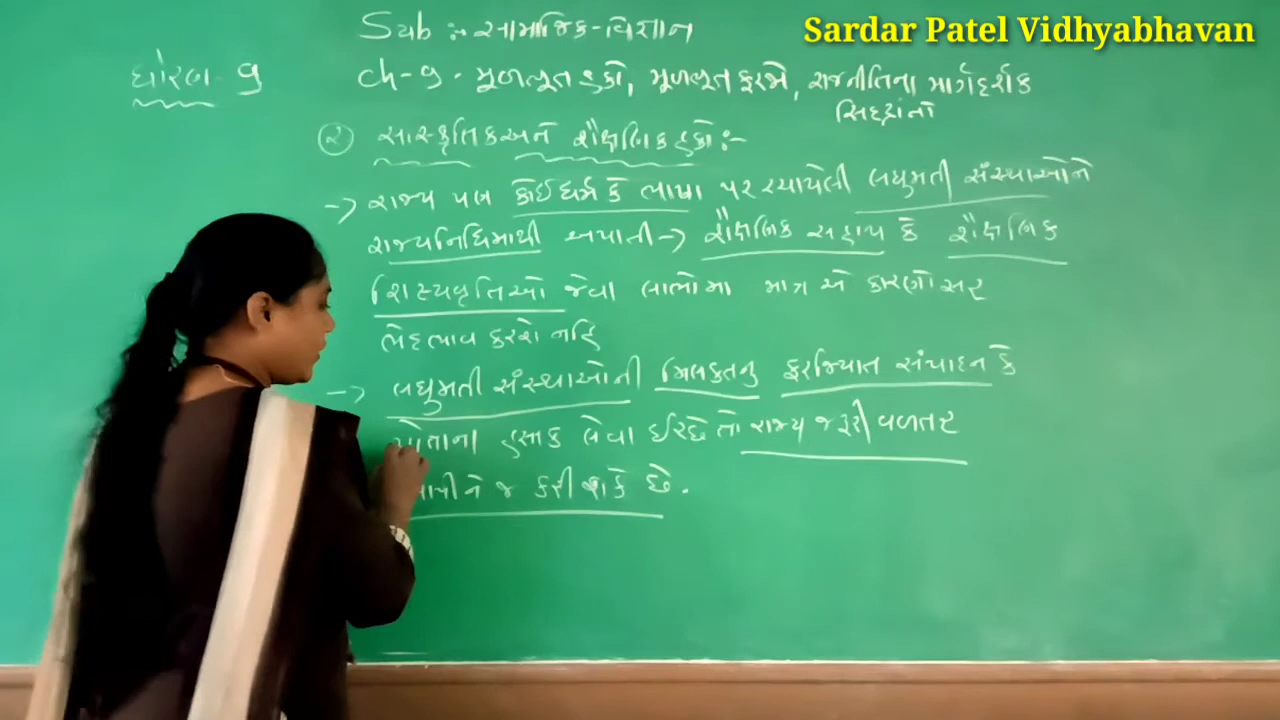 Sardar Patel Vidhyabhavan
Sub :- સામાજિક-વિજ્ઞાન
ધોરણ - 9
ch-9 . મૂળભૂત હકો, મૂળભૂત ફરજો, રાજનીતિના માર્ગદર્શક
સિદ્ધાંતો
(૨) સાંસ્કૃતિક અને શૈક્ષણિક હકો :-
-> રાજ્ય પણ કોઈ ધર્મ કે ભાષા પર રચાયેલી લઘુમતી સંસ્થાઓને
રાજ્યનિધિમાથી અપાતી -> શૈક્ષણિક સહાય કે શૈક્ષણિક
શિષ્યવૃતિઓ જેવા લાભોમા માત્ર એ કારણોસર
ભેદભાવ કરશે નહિ
-> લઘુમતી સંસ્થાઓની મિલકતનુ ફરજિયાત સંપાદન કે
પોતાના હસ્તક લેવા ઈચ્છે તો રાજ્ય જરૂરી વળતર
જ કરી શકે છે.